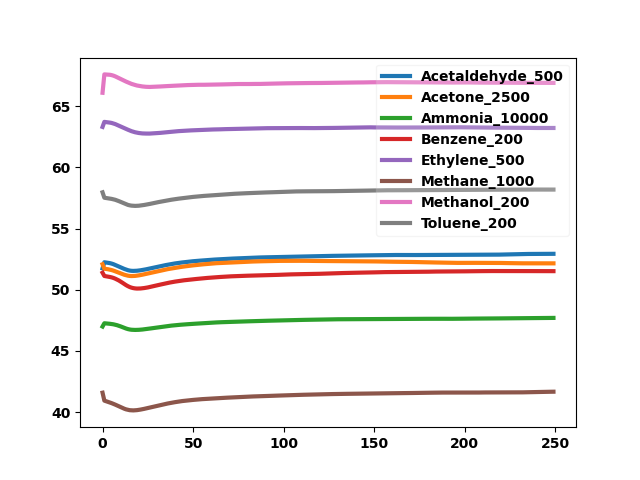 Acetaldehyde_500
Acetone_2500
Ammonia_10000
Benzene_200
Ethylene_500
Methane_1000
Methanol_200
Toluene_200
65
60
55
50
45
40
0 50 100 150 200 250